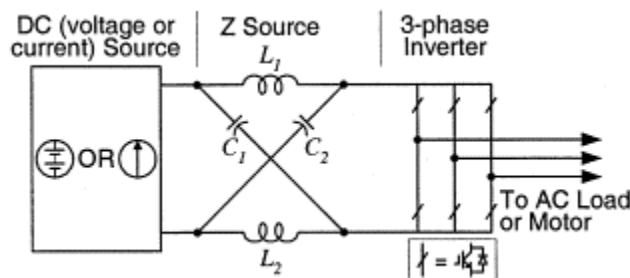 DC (voltage or
current) Source
Z Source
3-phase
Inverter
L1
OR
C1
C2
To AC Load
or Motor
L2
=